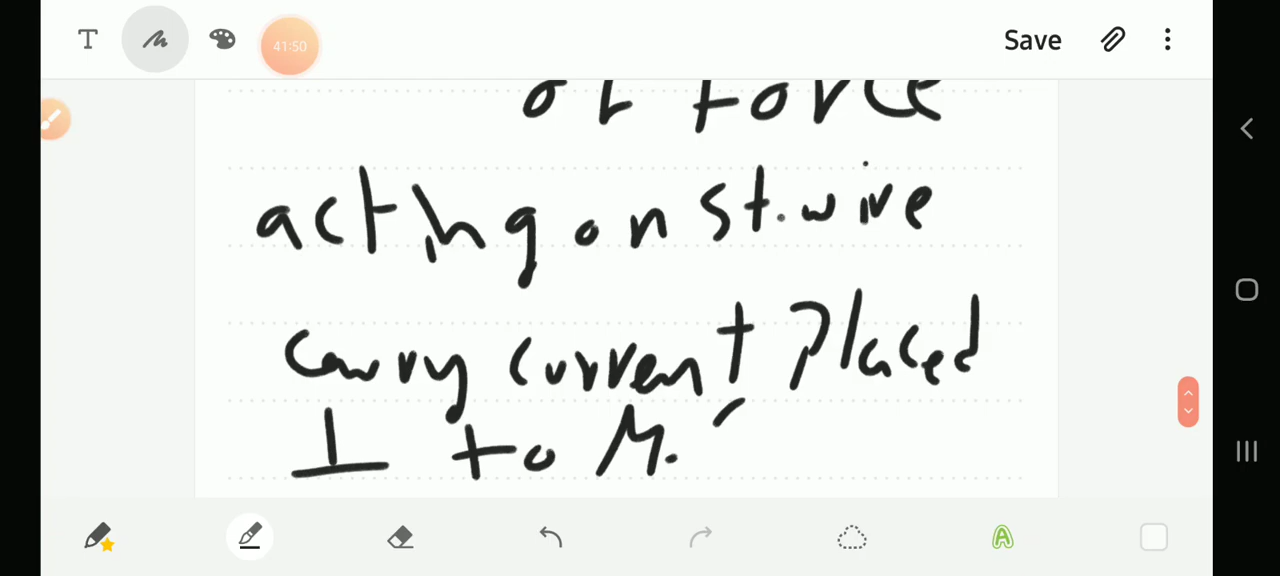 T 41:50 Save
of force
acting on st. wire
carry current Placed
⊥ to M.
A